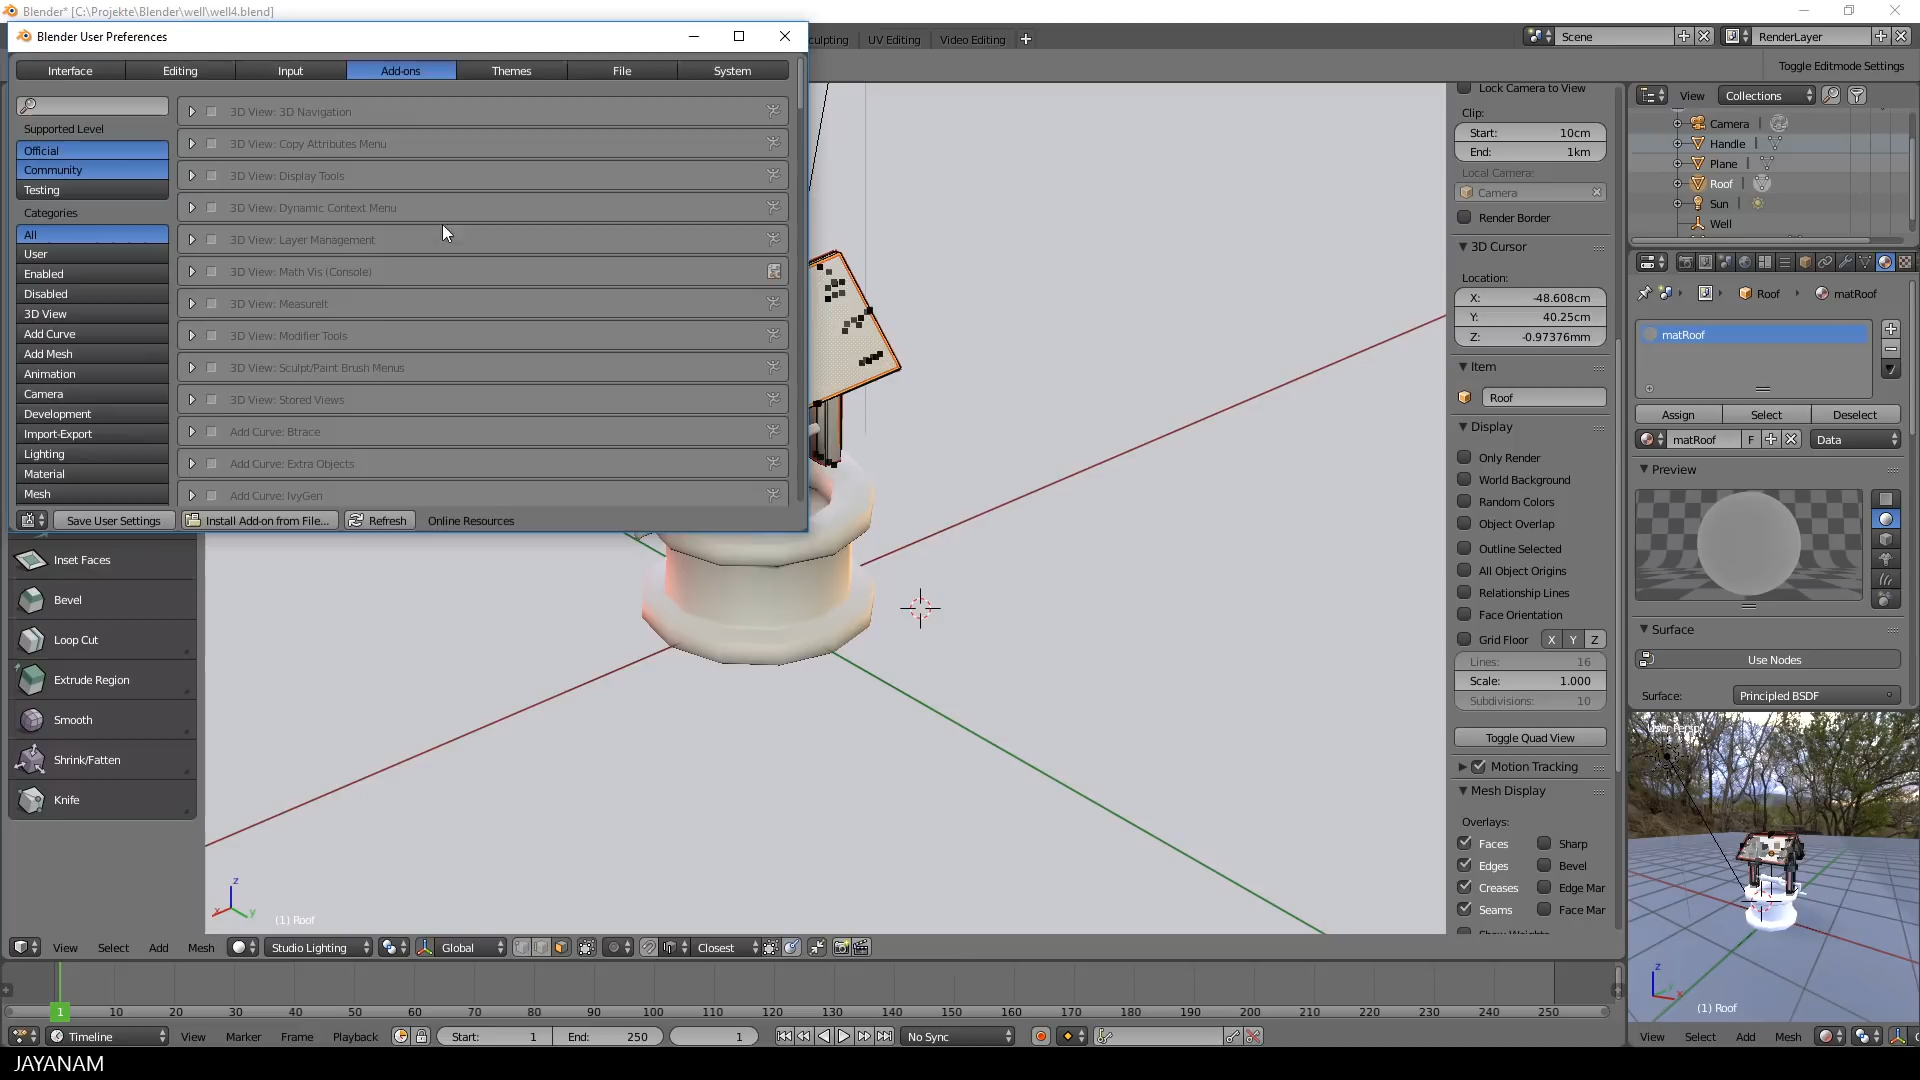 Blender* [C:\Projekte\Blender\well\well4.blend]
Blender User Preferences
Interface Editing Input Add-ons Themes File System
Supported Level
Official
Community
Testing
Categories
All
User
Enabled
Disabled
3D View
Add Curve
Add Mesh
Animation
Camera
Development
Import-Export
Lighting
Material
Mesh
3D View: 3D Navigation
3D View: Copy Attributes Menu
3D View: Display Tools
3D View: Dynamic Context Menu
3D View: Layer Management
3D View: Math Vis (Console)
3D View: MeasureIt
3D View: Modifier Tools
3D View: Sculpt/Paint Brush Menus
3D View: Stored Views
Add Curve: Btrace
Add Curve: Extra Objects
Add Curve: IvyGen
Save User Settings Install Add-on from File... Refresh Online Resources
Inset Faces
Bevel
Loop Cut
Extrude Region
Smooth
Shrink/Fatten
Knife
UV Editing Video Editing
Scene
RenderLayer
Toggle Editmode Settings
Lock Camera to View
Clip:
Start: 10cm
End: 1km
Local Camera:
Camera
Render Border
3D Cursor
Location:
X: -48.608cm
Y: 40.25cm
Z: -0.97376mm
Item
Roof
Display
Only Render
World Background
Random Colors
Object Overlap
Outline Selected
All Object Origins
Relationship Lines
Face Orientation
Grid Floor X Y Z
Lines: 16
Scale: 1.000
Subdivisions: 10
Toggle Quad View
Motion Tracking
Mesh Display
Overlays:
Faces Sharp
Edges Bevel
Creases Edge Mar
Seams Face Mar
View Collections
Camera
Handle
Plane
Roof
Sun
Well
Roof matRoof
matRoof
Assign Select Deselect
matRoof F Data
Preview
Surface
Use Nodes
Surface: Principled BSDF
User Persp
z
x
(1) Roof
View Select Add Mesh
z
x y
(1) Roof
View Select Add Mesh Studio Lighting Global Closest
1 10 20 30 40 50 60 70 80 90 100 110 120 130 140 150 160 170 180 190 200 210 220 230 240 250
Timeline View Marker Frame Playback Start: 1 End: 250 1 No Sync
JAYANAM